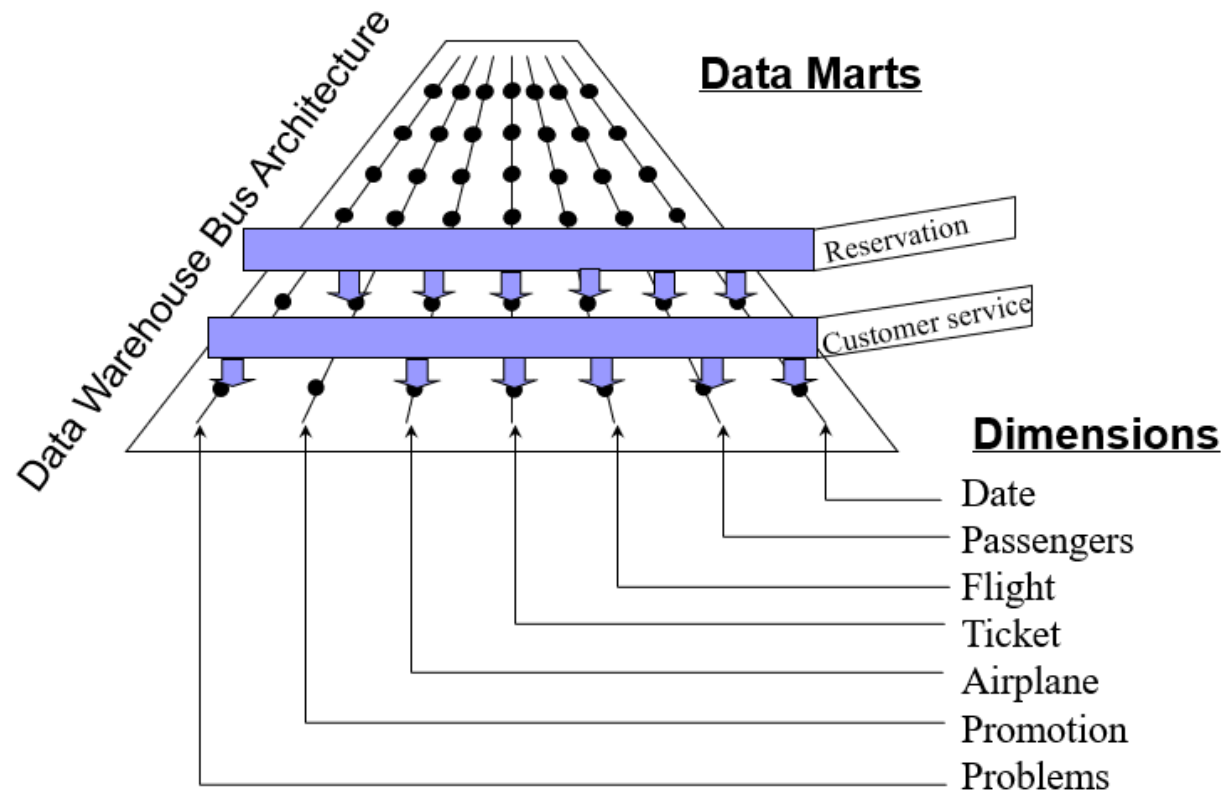 Data Warehouse Bus Architecture
Data Marts
Reservation
Customer service
Dimensions
Date
Passengers
Flight
Ticket
Airplane
Promotion
Problems